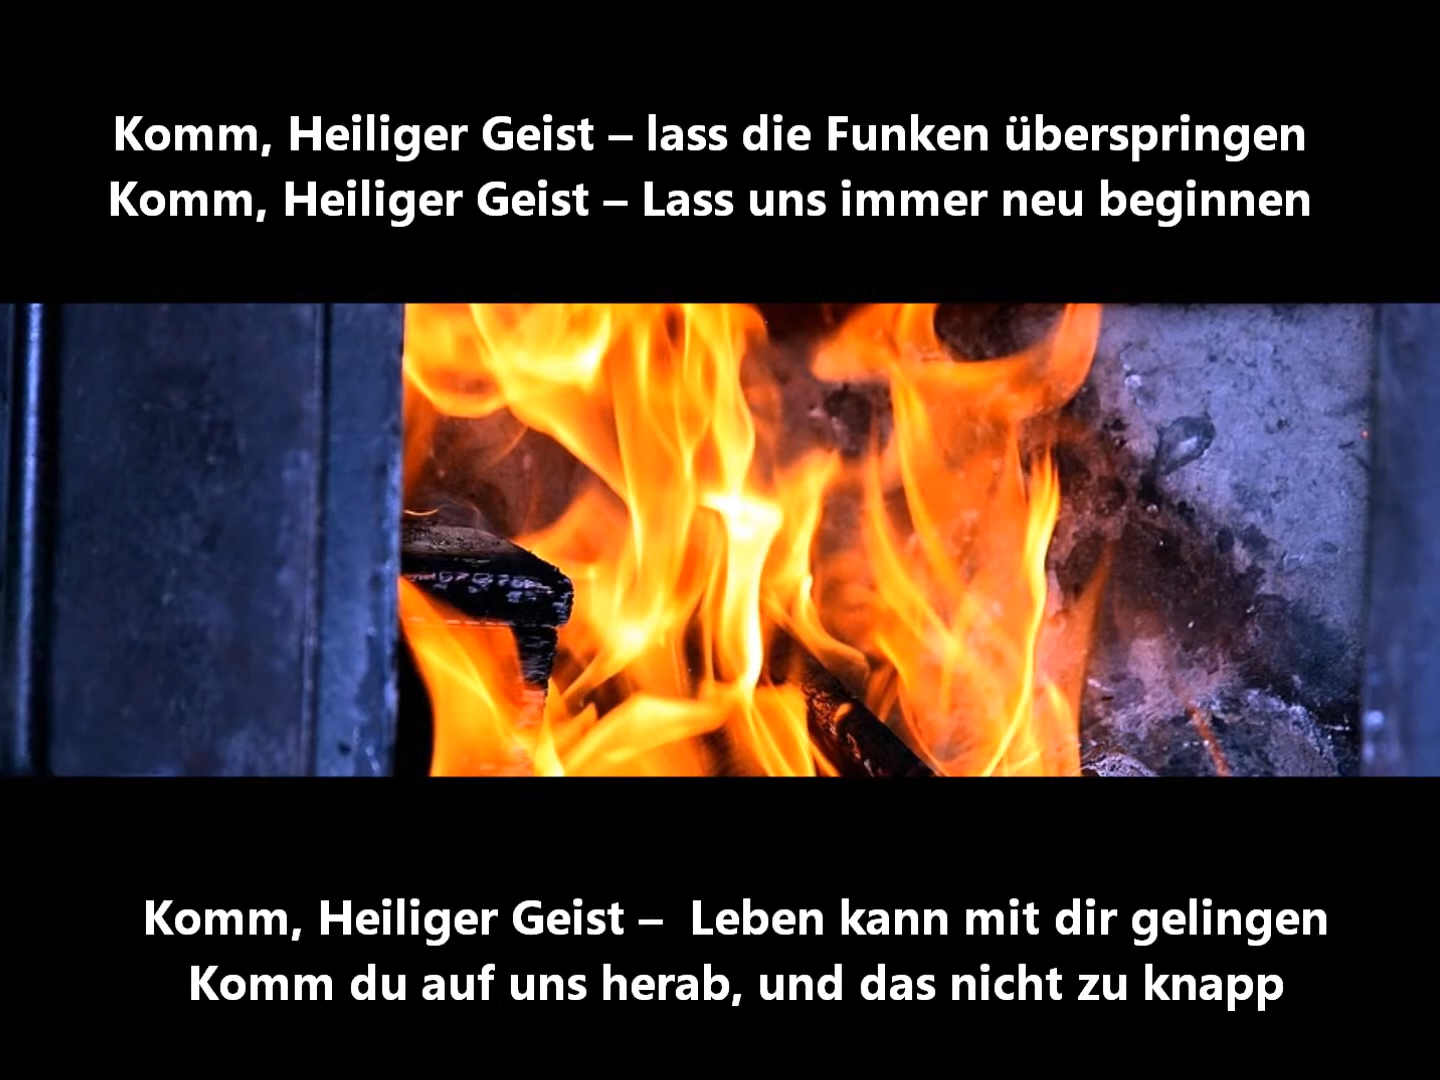 Komm, Heiliger Geist – lass die Funken überspringen
Komm, Heiliger Geist – Lass uns immer neu beginnen
Komm, Heiliger Geist –  Leben kann mit dir gelingen
Komm du auf uns herab, und das nicht zu knapp